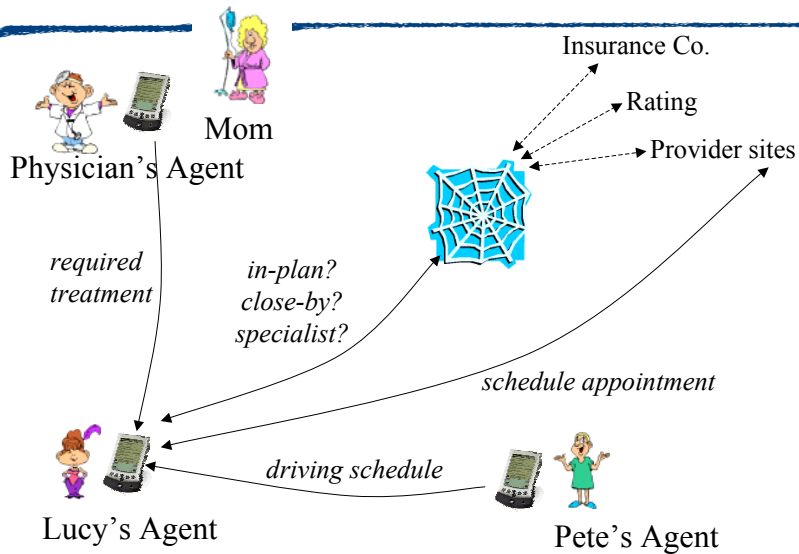 Insurance Co.
Rating
Mom
Provider sites
Physician's Agent
required
treatment
in-plan?
close-by?
specialist?
schedule appointment
driving schedule
Lucy's Agent
Pete's Agent